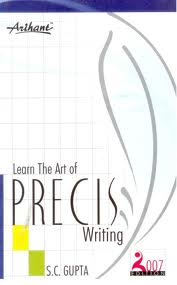 Arihant
Learn The Art of
PRECIS
Writing
S.C. GUPTA
2007
EDITION